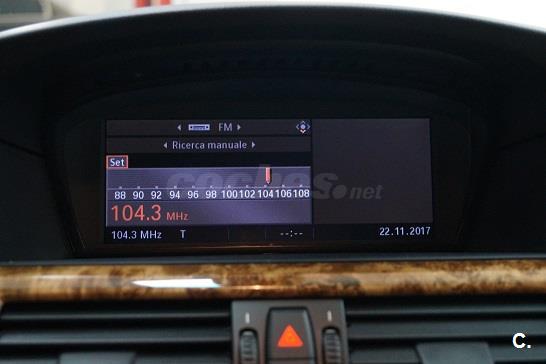 FM
Ricerca manuale
Set
88 90 92 94 96 98 100 102 104 106 108
coches.net
104.3 MHz
104.3 MHz T --:-- 22.11.2017
C.